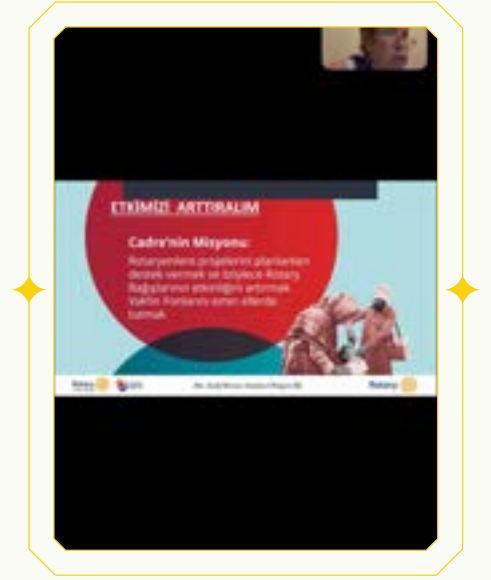 ETKİMİZİ ARTTIRALIM
Cadre'nin Misyonu:
Rotaryenlere projelerini planlarken
destek vermek ve böylece Rotary
Bağışlarının etkinliğini artırmak
Vakfın Fonlarını emin ellerde
tutmak
Rotary
Rotary